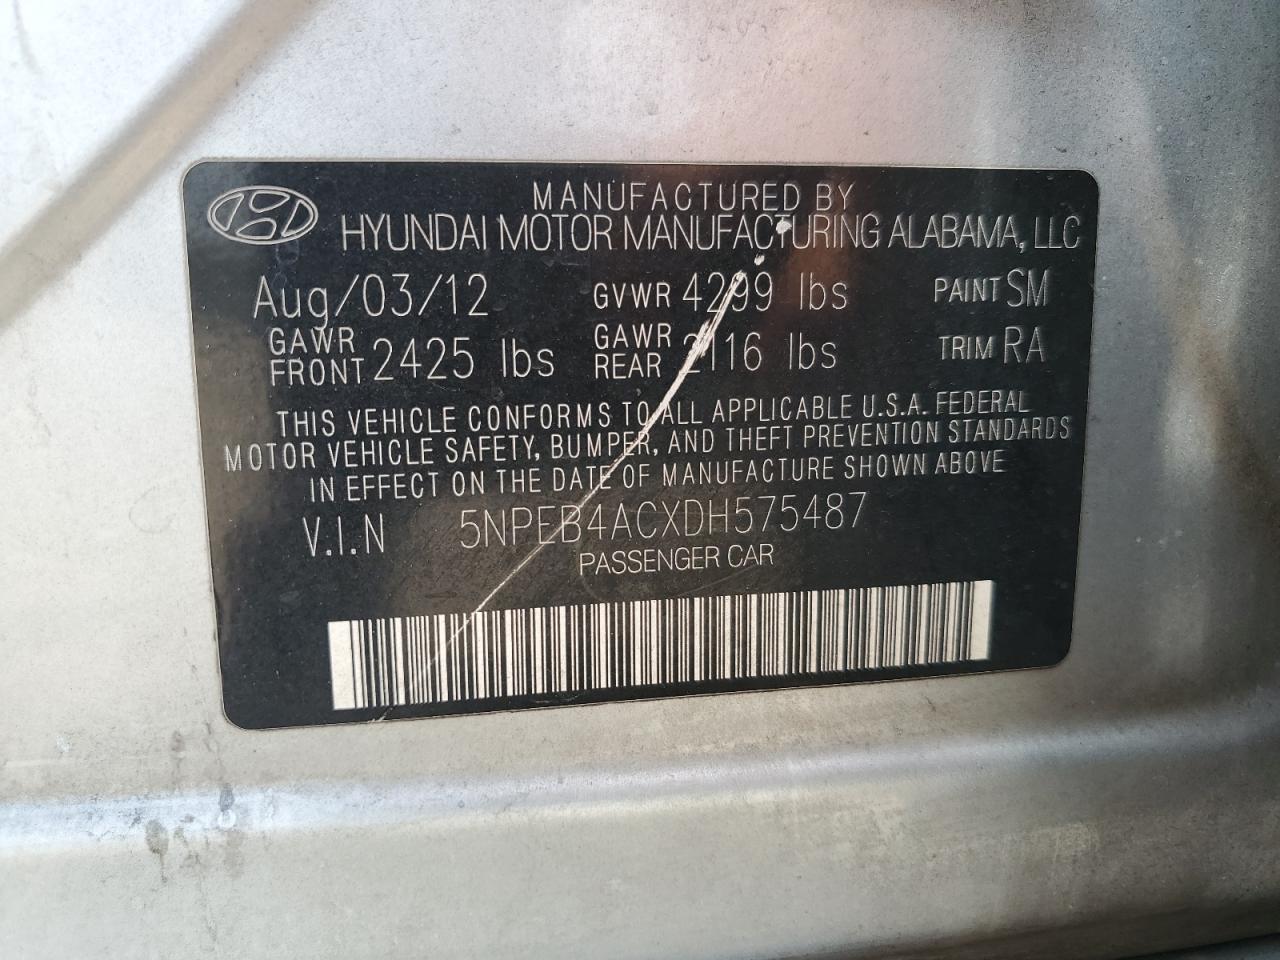 MANUFACTURED BY
HYUNDAI MOTOR MANUFACTURING ALABAMA, LLC
Aug/03/12 GVWR 4299 lbs PAINT SM
GAWR FRONT 2425 lbs GAWR REAR 2116 lbs TRIM RA
THIS VEHICLE CONFORMS TO ALL APPLICABLE U.S.A. FEDERAL
MOTOR VEHICLE SAFETY, BUMPER, AND THEFT PREVENTION STANDARDS
IN EFFECT ON THE DATE OF MANUFACTURE SHOWN ABOVE
V.I.N 5NPEB4ACXDH575487
PASSENGER CAR